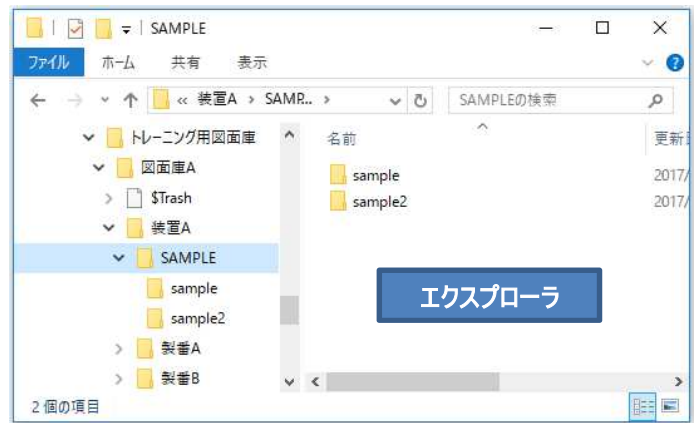 SAMPLE
ファイル ホーム 共有 表示
« 装置A › SAMP... › SAMPLEの検索
トレーニング用図面庫
図面庫A
$Trash
装置A
SAMPLE
sample
sample2
製番A
製番B
名前 更新
sample 2017/
sample2 2017/
エクスプローラ
2 個の項目